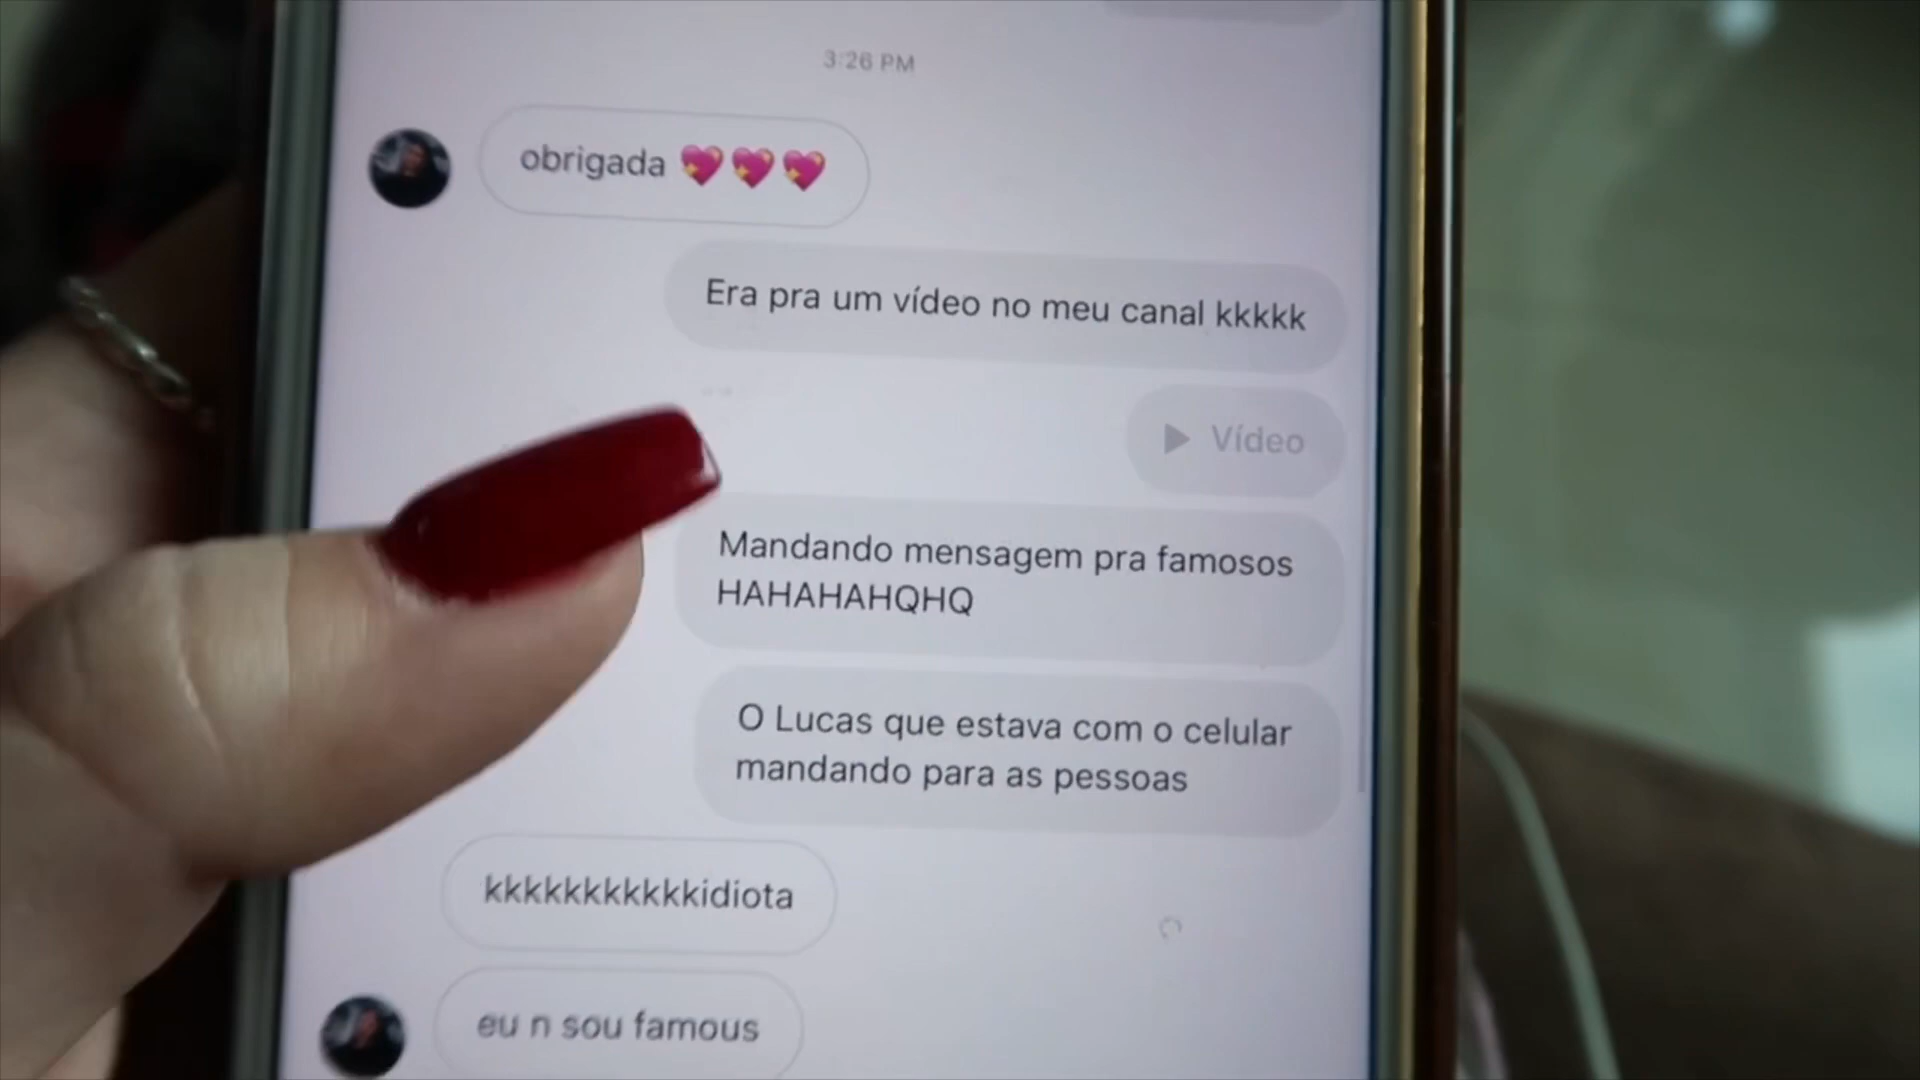 3:26 PM
obrigada 💖💖💖
Era pra um vídeo no meu canal kkkkk
Vídeo
Mandando mensagem pra famosos
HAHAHAHQHQ
O Lucas que estava com o celular
mandando para as pessoas
kkkkkkkkkkkidiota
eu n sou famous